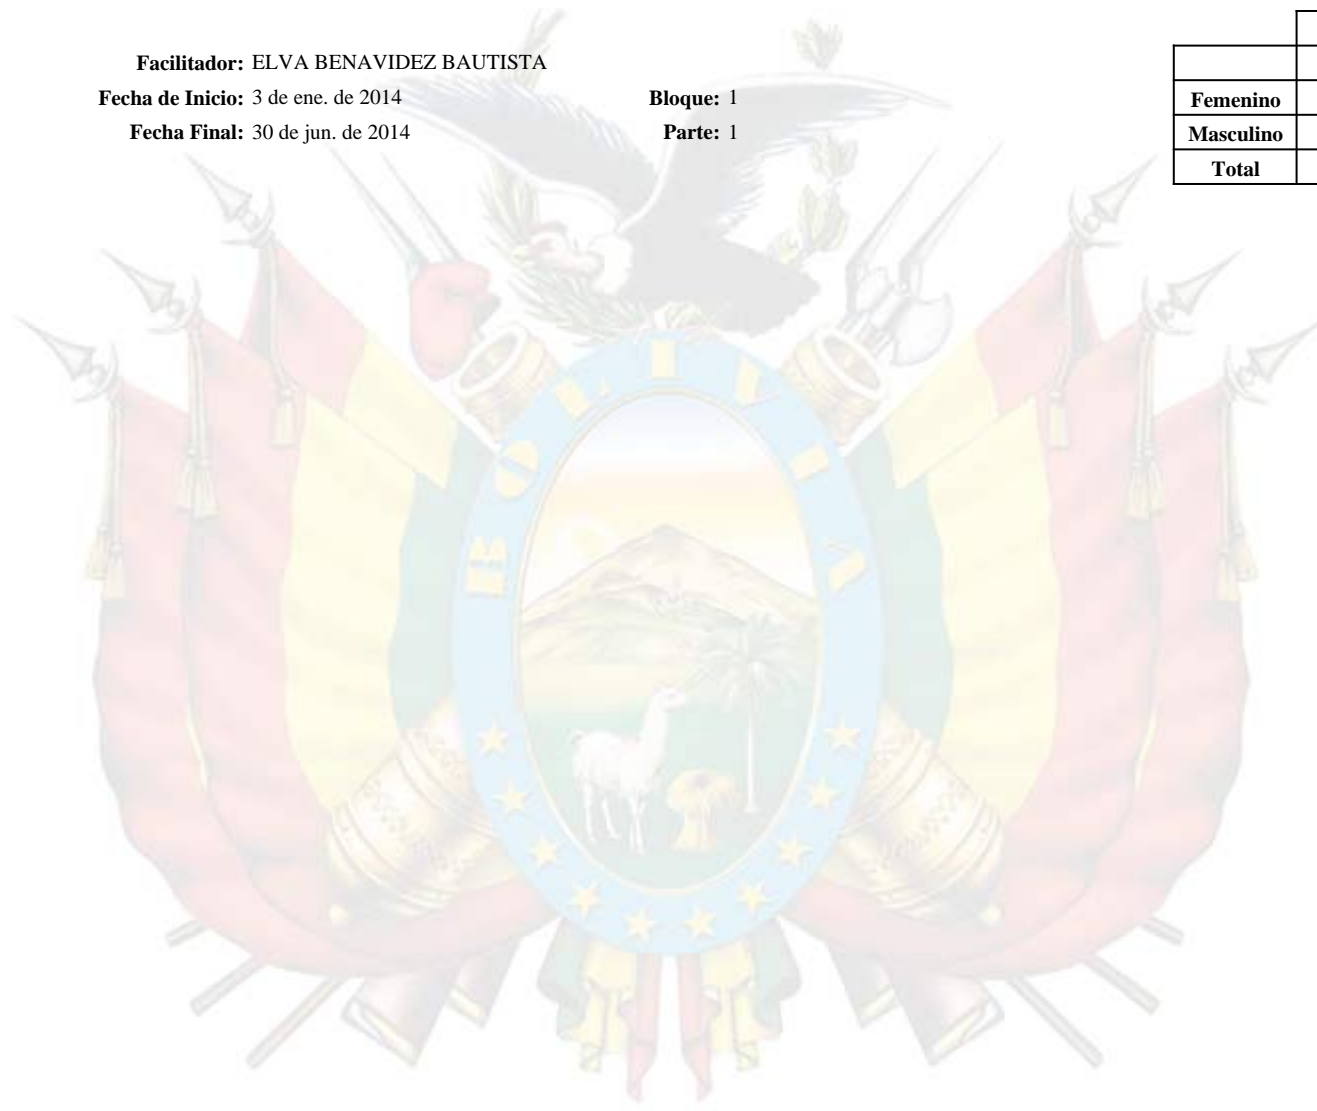 Facilitador: ELVA BENAVIDEZ BAUTISTA
Fecha de Inicio: 3 de ene. de 2014 Bloque: 1
Fecha Final: 30 de jun. de 2014 Parte: 1
Femenino
Masculino
Total
BOLIVIA